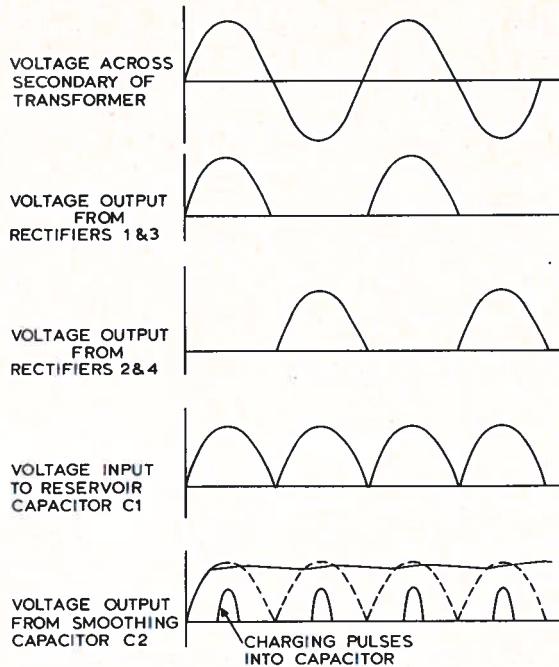 VOLTAGE ACROSS
SECONDARY OF
TRANSFORMER
VOLTAGE OUTPUT
FROM
RECTIFIERS 1&3
VOLTAGE OUTPUT
FROM
RECTIFIERS 2&4
VOLTAGE INPUT
TO RESERVOIR
CAPACITOR C1
VOLTAGE OUTPUT
FROM SMOOTHING
CAPACITOR C2
CHARGING PULSES
INTO CAPACITOR